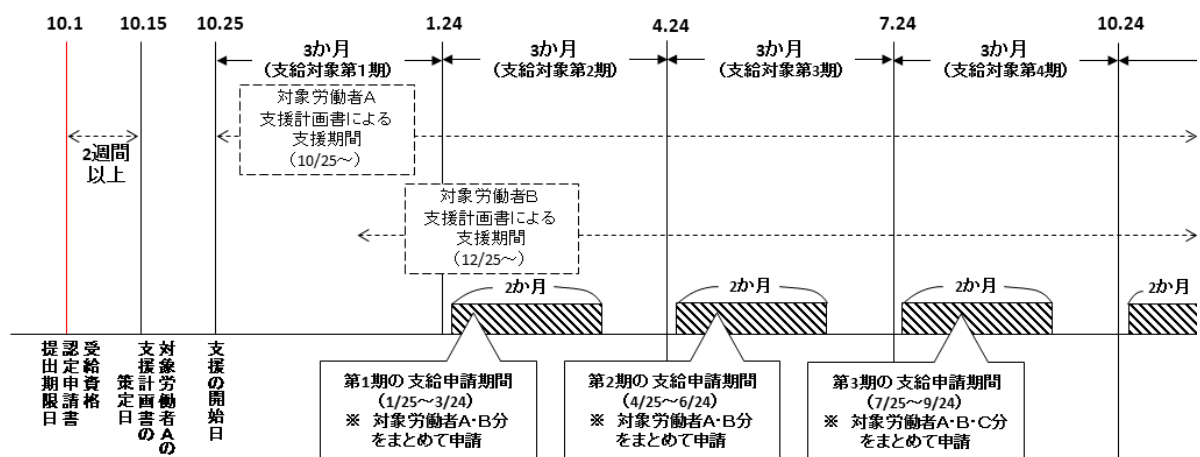 10.1
10.15
10.25
1.24
4.24
7.24
10.24
3か月
(支給対象第1期)
3か月
(支給対象第2期)
3か月
(支給対象第3期)
3か月
(支給対象第4期)
対象労働者A
支援計画書による
支援期間
(10/25～)
2週間
以上
対象労働者B
支援計画書による
支援期間
(12/25～)
2か月
2か月
2か月
2か月
受給資格
認定申請書
提出期限日
対象労働者Aの
支援計画書の
策定日
支援の開始日
第1期の 支給申請期間
(1/25～3/24)
※ 対象労働者A・B分
をまとめて申請
第2期の 支給申請期間
(4/25～6/24)
※ 対象労働者A・B分
をまとめて申請
第3期の 支給申請期間
(7/25～9/24)
※ 対象労働者A・B・C分
をまとめて申請